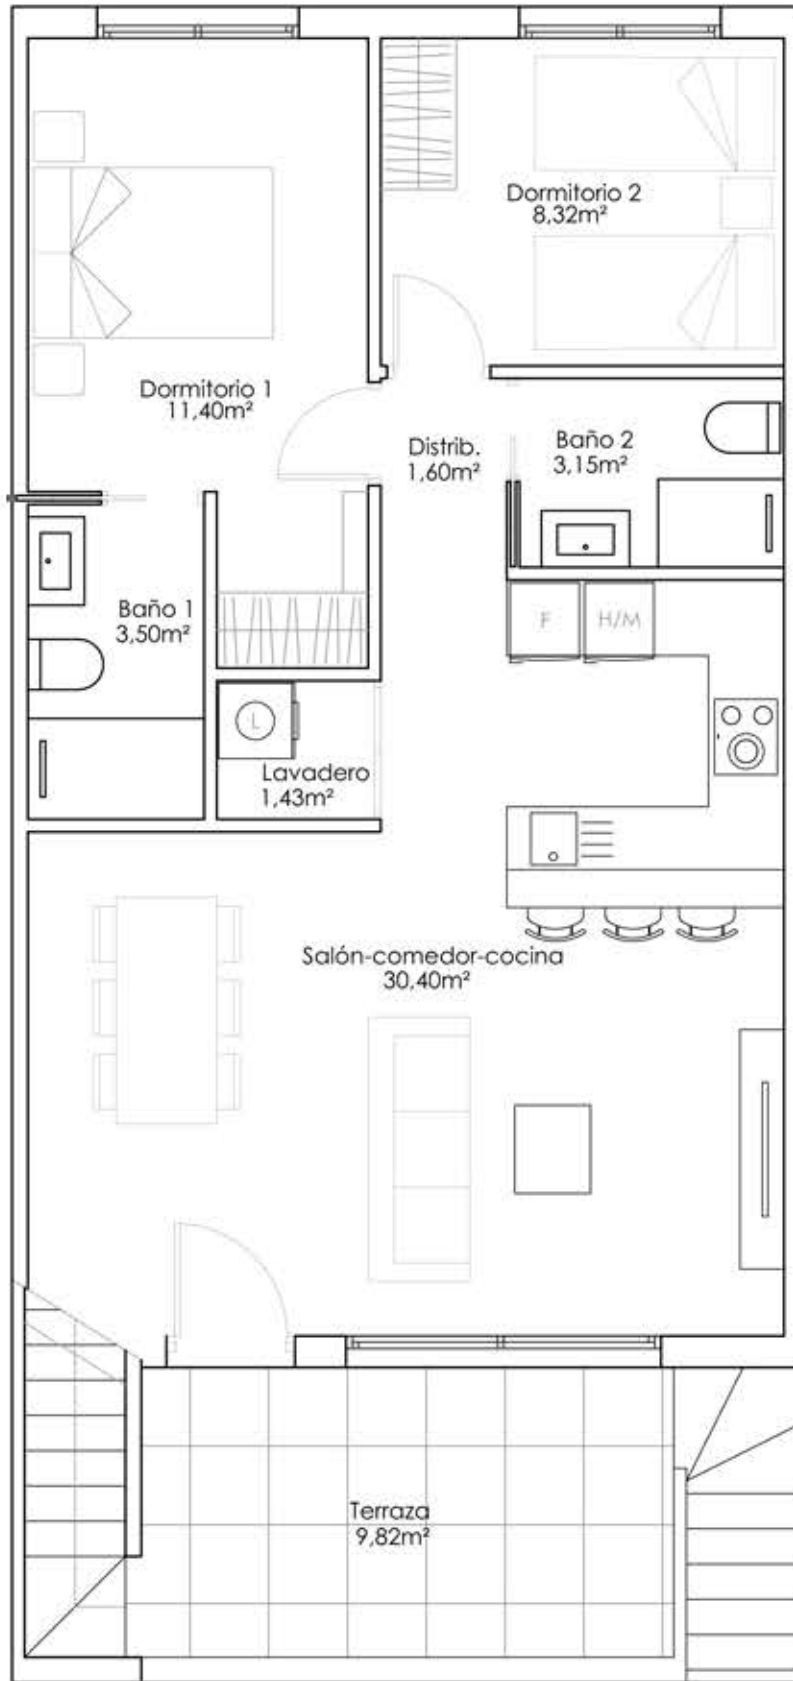 Dormitorio 2
8,32m²
Dormitorio 1
11,40m²
Distrib.
1,60m²
Baño 2
3,15m²
Baño 1
3,50m²
F
H/M
L
Lavadero
1,43m²
Salón-comedor-cocina
30,40m²
Terraza
9,82m²